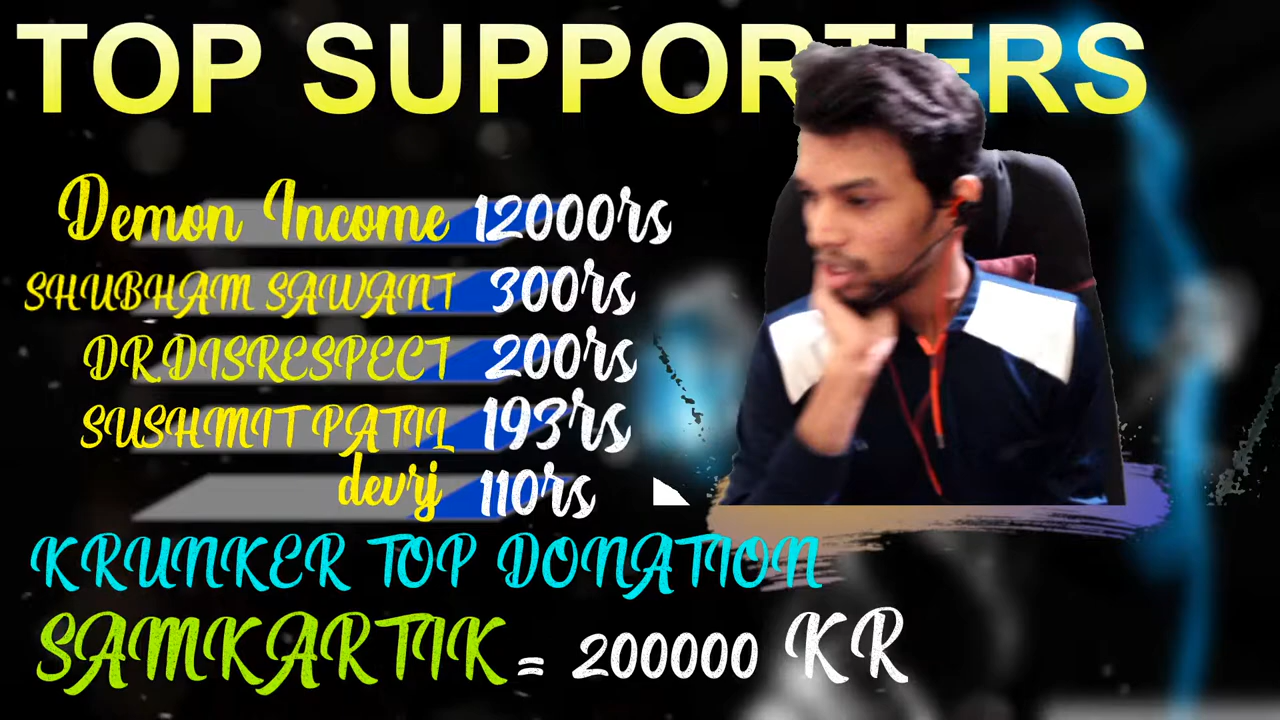 TOP SUPPORTERS
Demon Income 12000rs
SHUBHAM SAWANT 300rs
DR.DISRESPECT 200rs
SUSHMIT PATIL 193rs
devrj 110rs
KRUNKER TOP DONATION
SAMKARTIK = 200000 KR